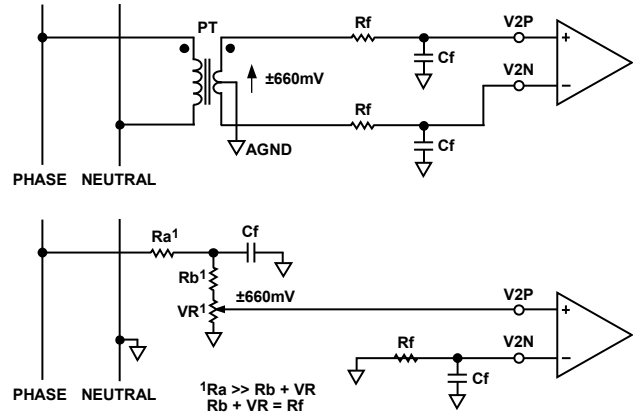 PT
Rf
V2P
+
Cf
±660mV
V2N
Rf
−
Cf
AGND
PHASE
NEUTRAL
Ra¹
Cf
Rb¹
±660mV
VR¹
V2P
+
Rf
V2N
−
Cf
PHASE
NEUTRAL
¹Ra >> Rb + VR
Rb + VR = Rf